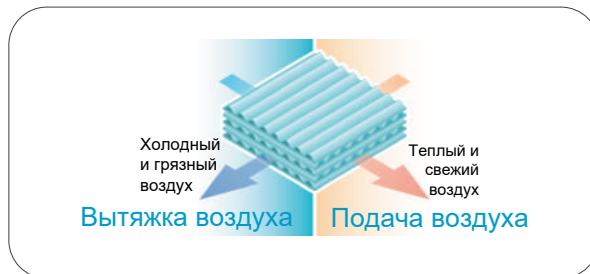 Холодный
и грязный
воздух
Теплый и
свежий
воздух
Вытяжка воздуха
Подача воздуха